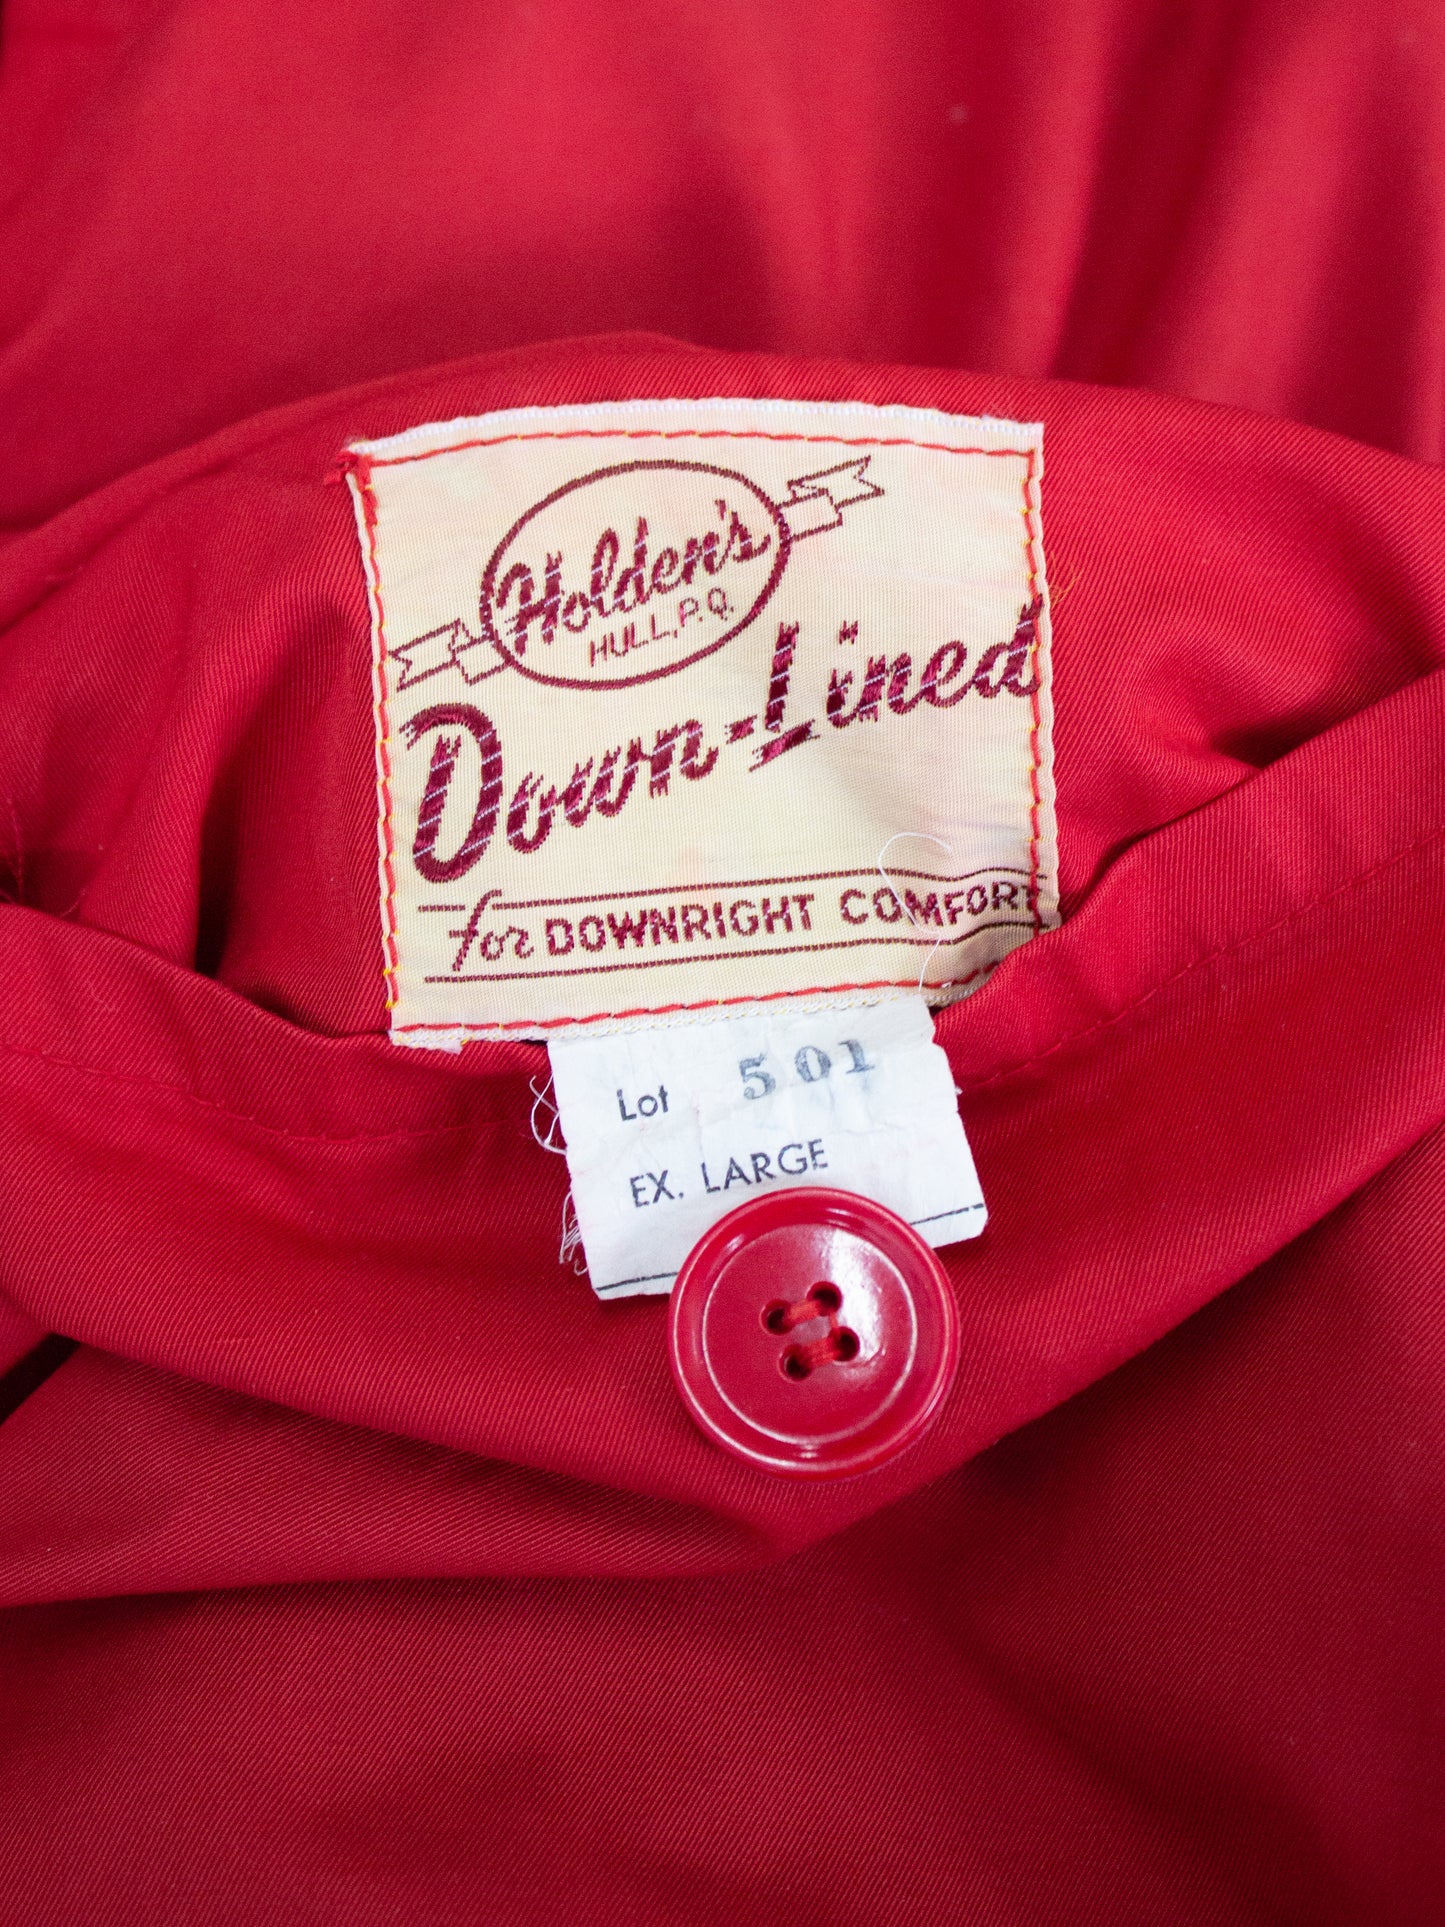 Holden's
HULL, P.Q.
Down-Lined
for DOWNRIGHT COMFORT
Lot 501
EX. LARGE